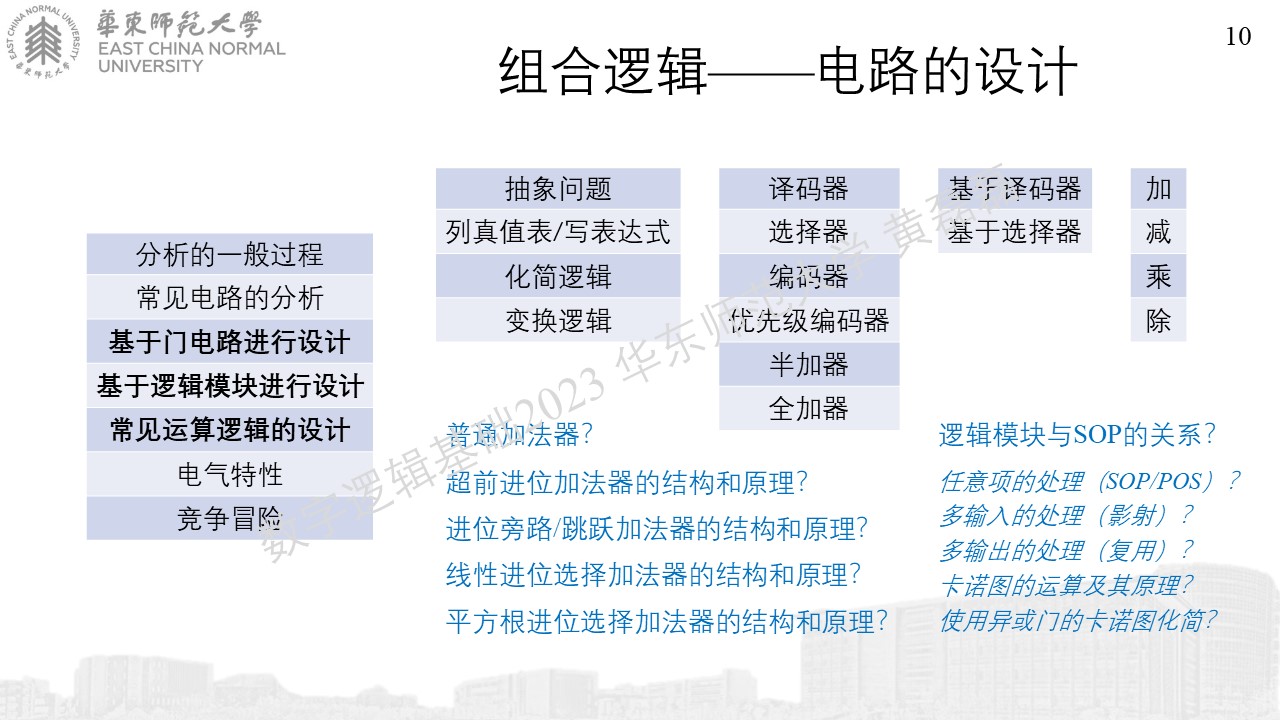 華東師范大學
EAST CHINA NORMAL
UNIVERSITY
EAST CHINA NORMAL UNIVERSITY
華東师范大学
10
组合逻辑——电路的设计
分析的一般过程
常见电路的分析
基于门电路进行设计
基于逻辑模块进行设计
常见运算逻辑的设计
电气特性
竞争冒险
抽象问题
列真值表/写表达式
化简逻辑
变换逻辑
译码器
选择器
编码器
优先级编码器
半加器
全加器
基于译码器
基于选择器
加
减
乘
除
普通加法器?
超前进位加法器的结构和原理?
进位旁路/跳跃加法器的结构和原理?
线性进位选择加法器的结构和原理?
平方根进位选择加法器的结构和原理?
逻辑模块与SOP的关系?
任意项的处理（SOP/POS）?
多输入的处理（影射）?
多输出的处理（复用）?
卡诺图的运算及其原理?
使用异或门的卡诺图化简?
数字逻辑基础2023 华东师范大学 黄磊磊